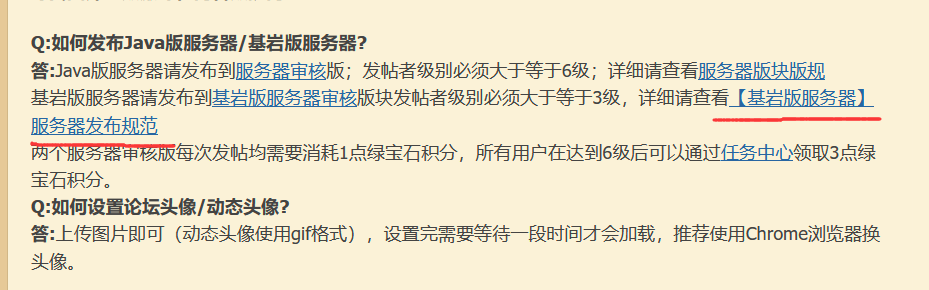 Q:如何发布Java版服务器/基岩版服务器?
答:Java版服务器请发布到服务器审核版；发帖者级别必须大于等于6级；详细请查看服务器版块版规
基岩版服务器请发布到基岩版服务器审核版块发帖者级别必须大于等于3级，详细请查看【基岩版服务器】
服务器发布规范
两个服务器审核版每次发帖均需要消耗1点绿宝石积分，所有用户在达到6级后可以通过任务中心领取3点绿
宝石积分。
Q:如何设置论坛头像/动态头像?
答:上传图片即可（动态头像使用gif格式），设置完需要等待一段时间才会加载，推荐使用Chrome浏览器换
头像。